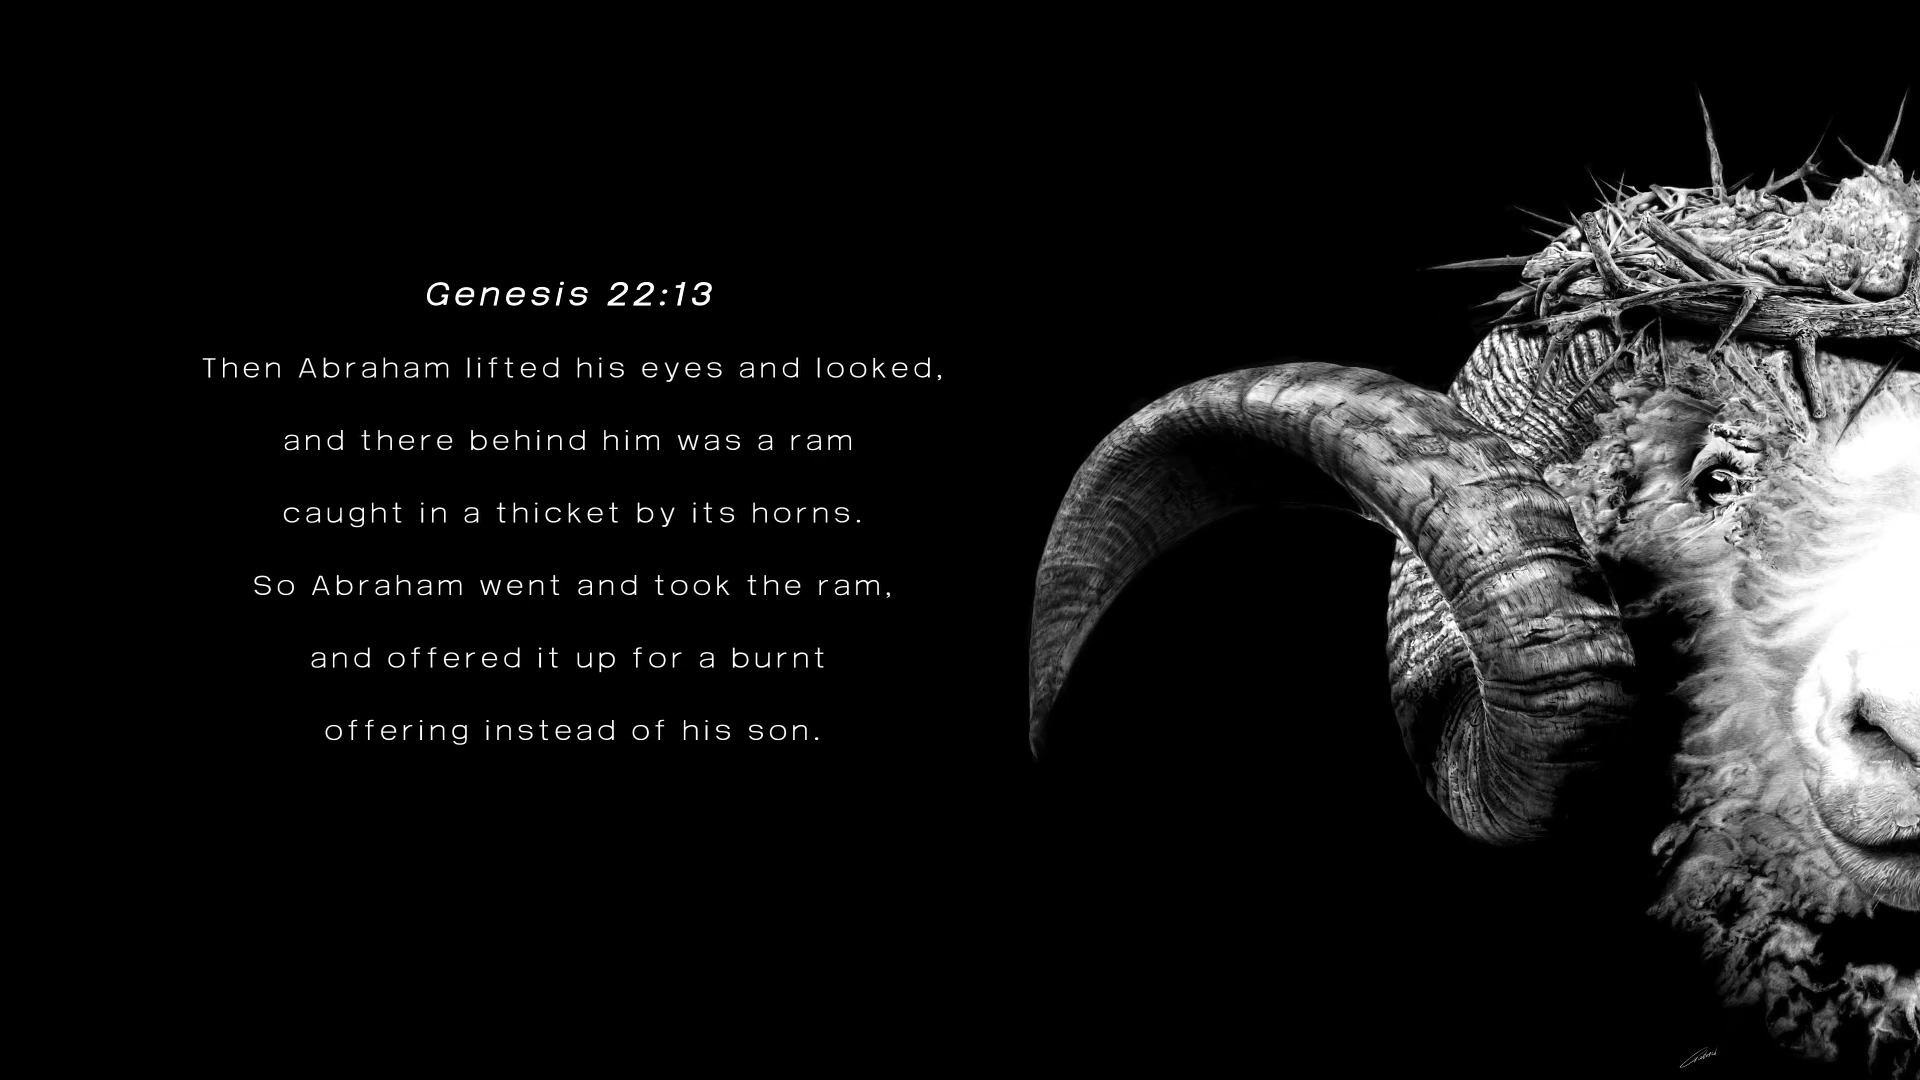 Genesis 22:13
Then Abraham lifted his eyes and looked,
and there behind him was a ram
caught in a thicket by its horns.
So Abraham went and took the ram,
and offered it up for a burnt
offering instead of his son.